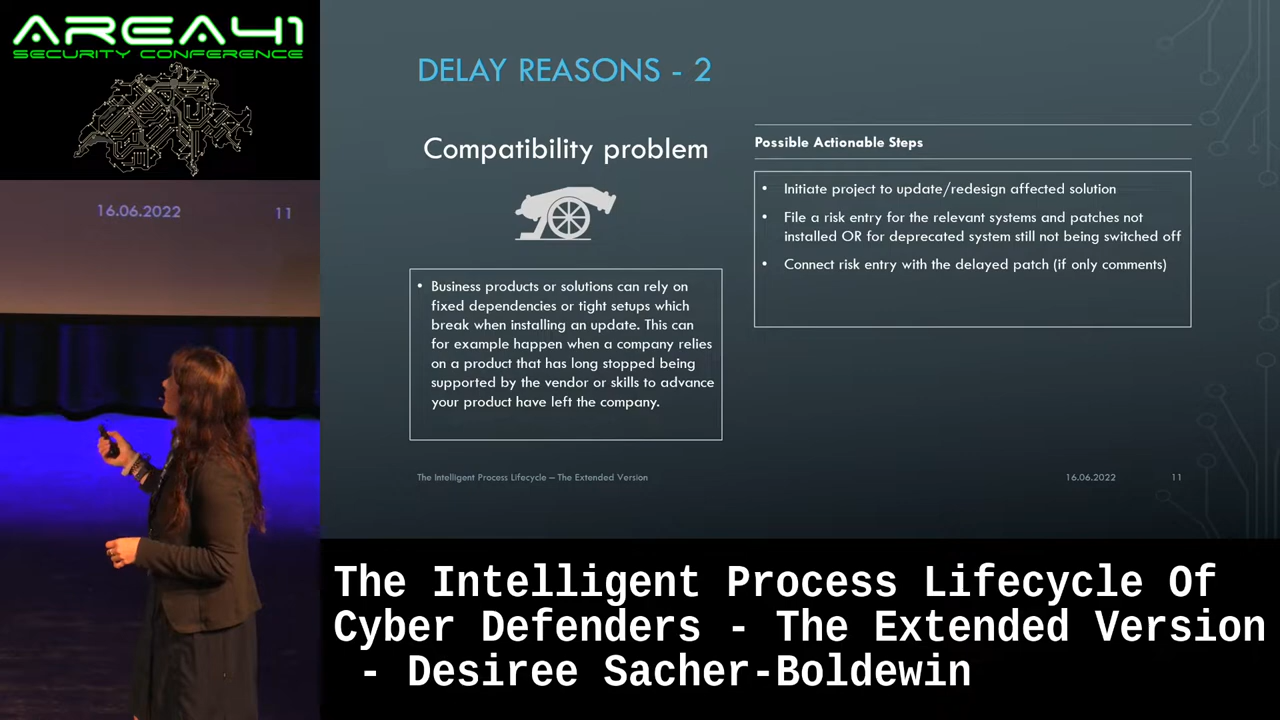 AREA41
SECURITY CONFERENCE
16.06.2022 11
DELAY REASONS - 2
Compatibility problem
• Business products or solutions can rely on
fixed dependencies or tight setups which
break when installing an update. This can
for example happen when a company relies
on a product that has long stopped being
supported by the vendor or skills to advance
your product have left the company.
Possible Actionable Steps
• Initiate project to update/redesign affected solution
• File a risk entry for the relevant systems and patches not
installed OR for deprecated system still not being switched off
• Connect risk entry with the delayed patch (if only comments)
The Intelligent Process Lifecycle – The Extended Version
16.06.2022 11
The Intelligent Process Lifecycle Of
Cyber Defenders - The Extended Version
- Desiree Sacher-Boldewin